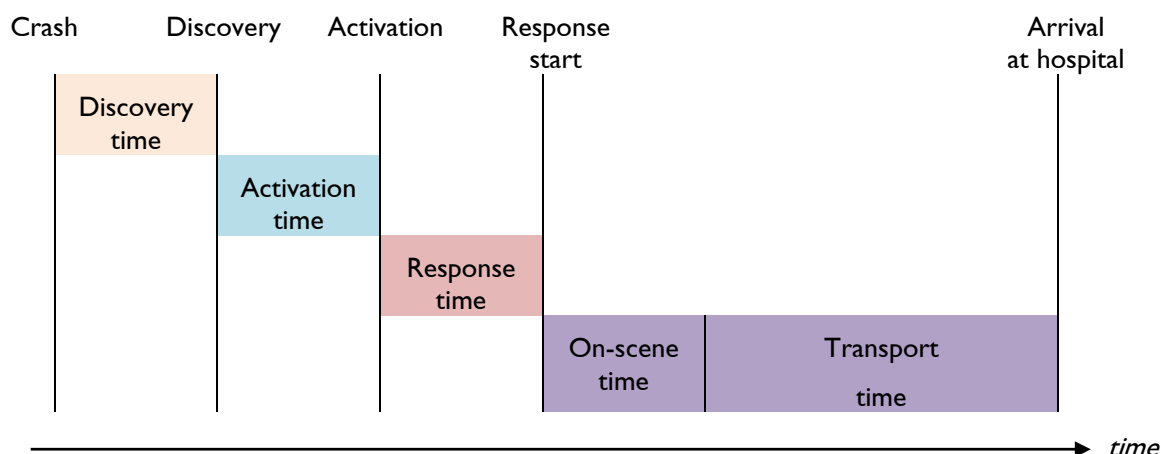 Crash
Discovery
Activation
Response
start
Arrival
at hospital
Discovery
time
Activation
time
Response
time
On-scene
time
Transport
time
time